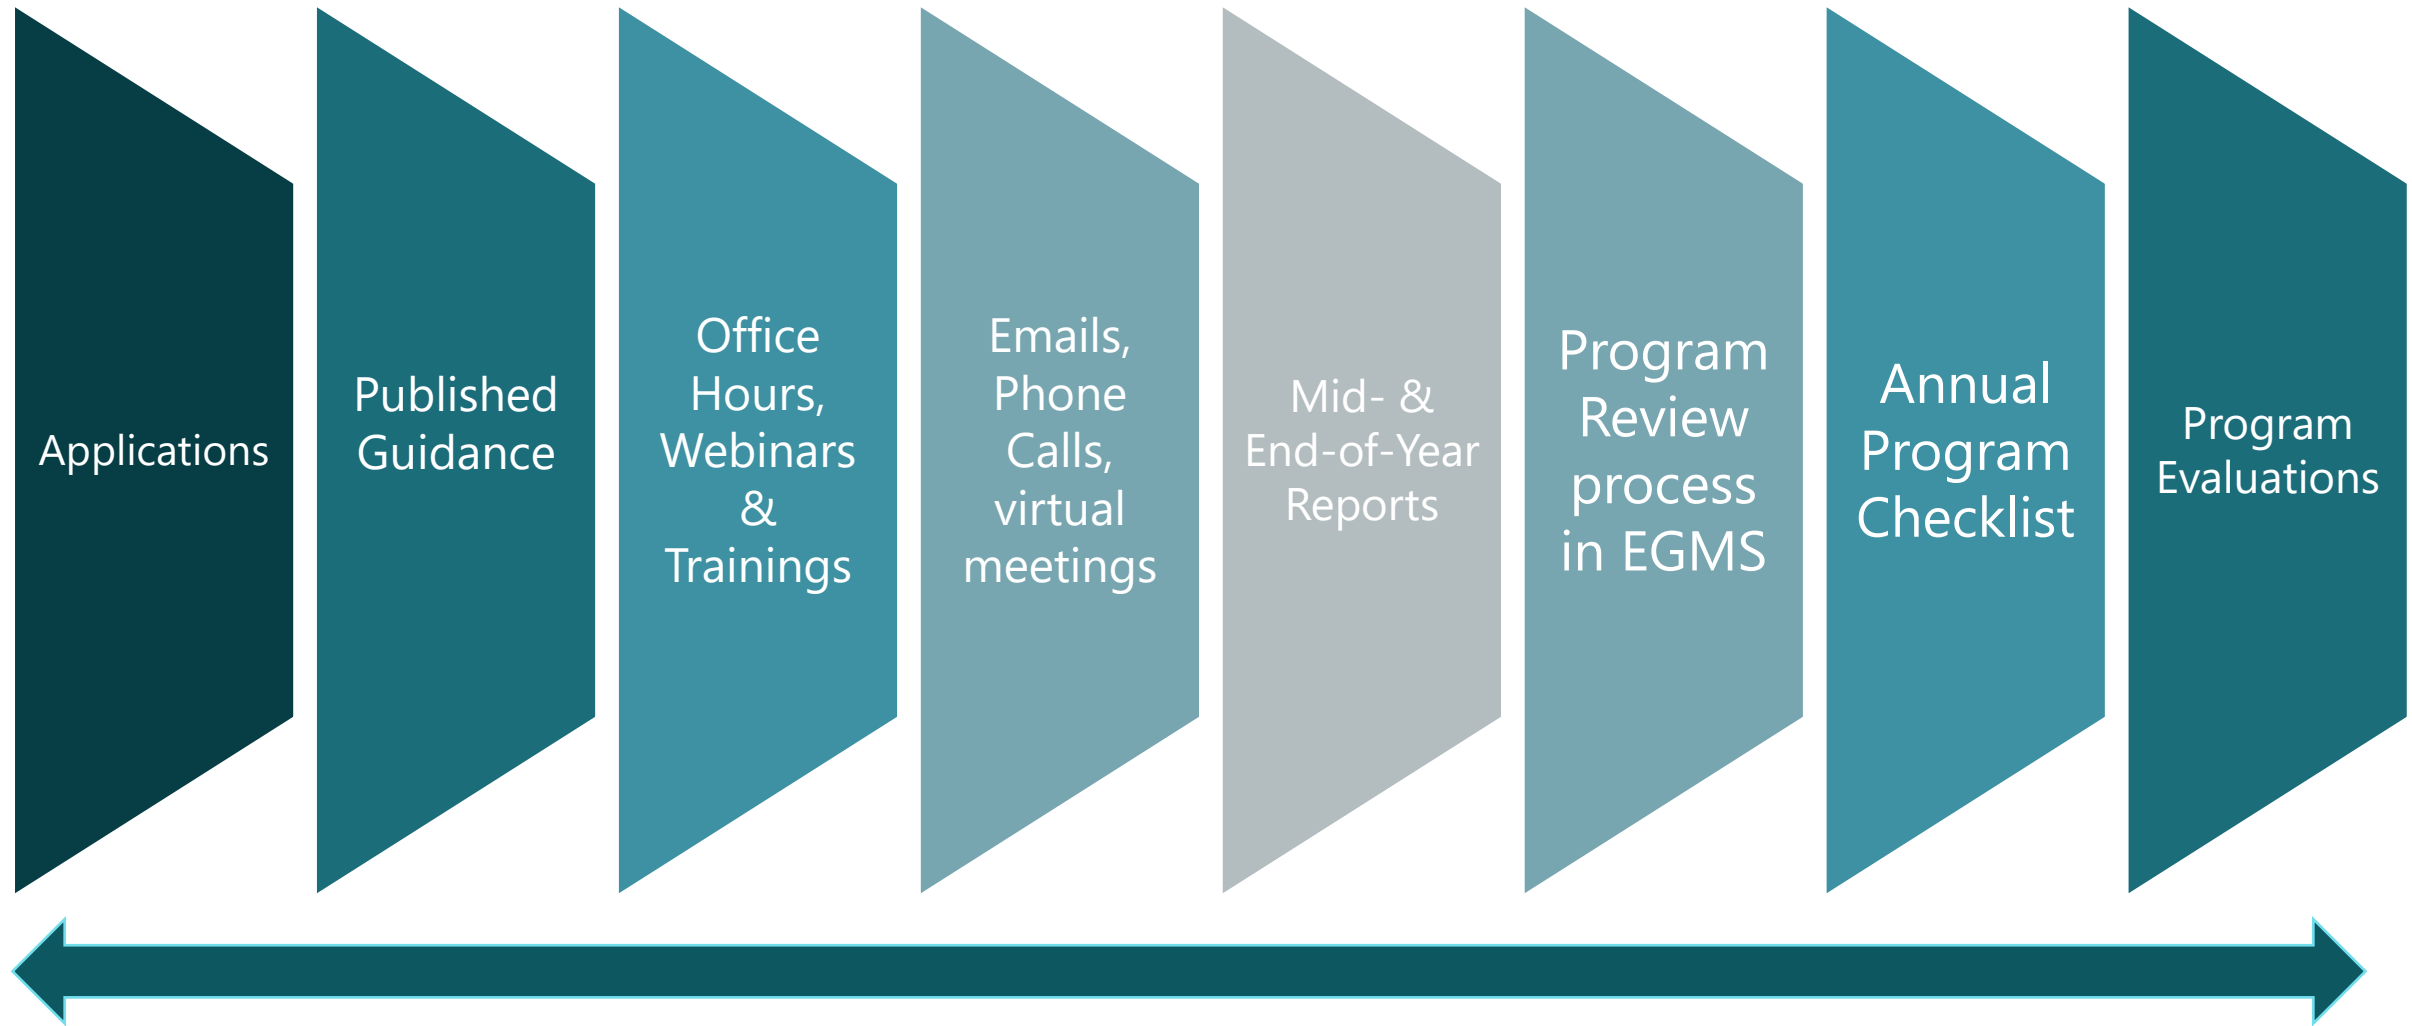 Applications
Published
Guidance
Office
Hours,
Webinars
&
Trainings
Emails,
Phone
Calls,
virtual
meetings
Mid- &
End-of-Year
Reports
Program
Review
process
in EGMS
Annual
Program
Checklist
Program
Evaluations